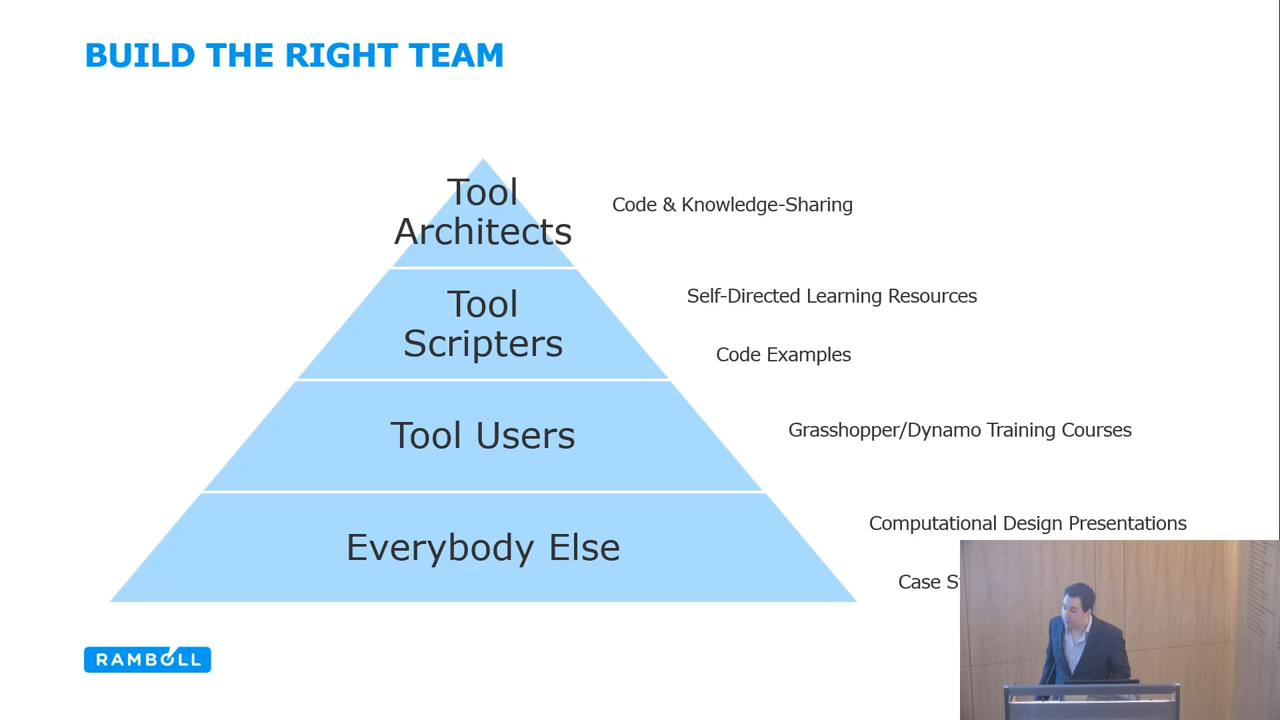 BUILD THE RIGHT TEAM
Tool
Architects
Code & Knowledge-Sharing
Tool
Scripters
Self-Directed Learning Resources
Code Examples
Tool Users
Grasshopper/Dynamo Training Courses
Everybody Else
Computational Design Presentations
Case
RAMBOLL